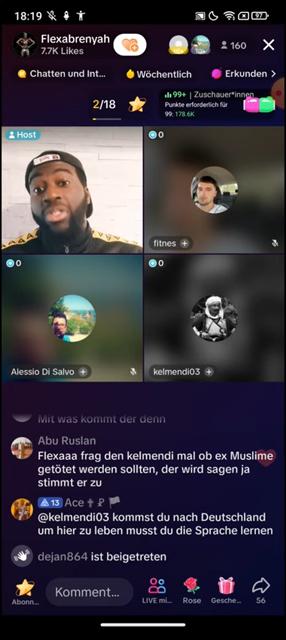 18:19
97
Flexabrenyah
7.7K Likes
160
Chatten und Int...
Wöchentlich
Erkunden
2/18
99+ | Zuschauer*innen
Punkte erforderlich für
99: 178.6K
Host
0
fitnes
0
Alessio Di Salvo
0
kelmendi03
Mit was kommt der denn
Abu Ruslan
Flexaaa frag den kelmendi mal ob ex Muslime
getötet werden sollten, der wird sagen ja
stimmt er zu
13 Ace
@kelmendi03 kommst du nach Deutschland
um hier zu leben musst du die Sprache lernen
dejan864 ist beigetreten
Abonn...
Komment...
LIVE mi...
Rose
Gesche...
56